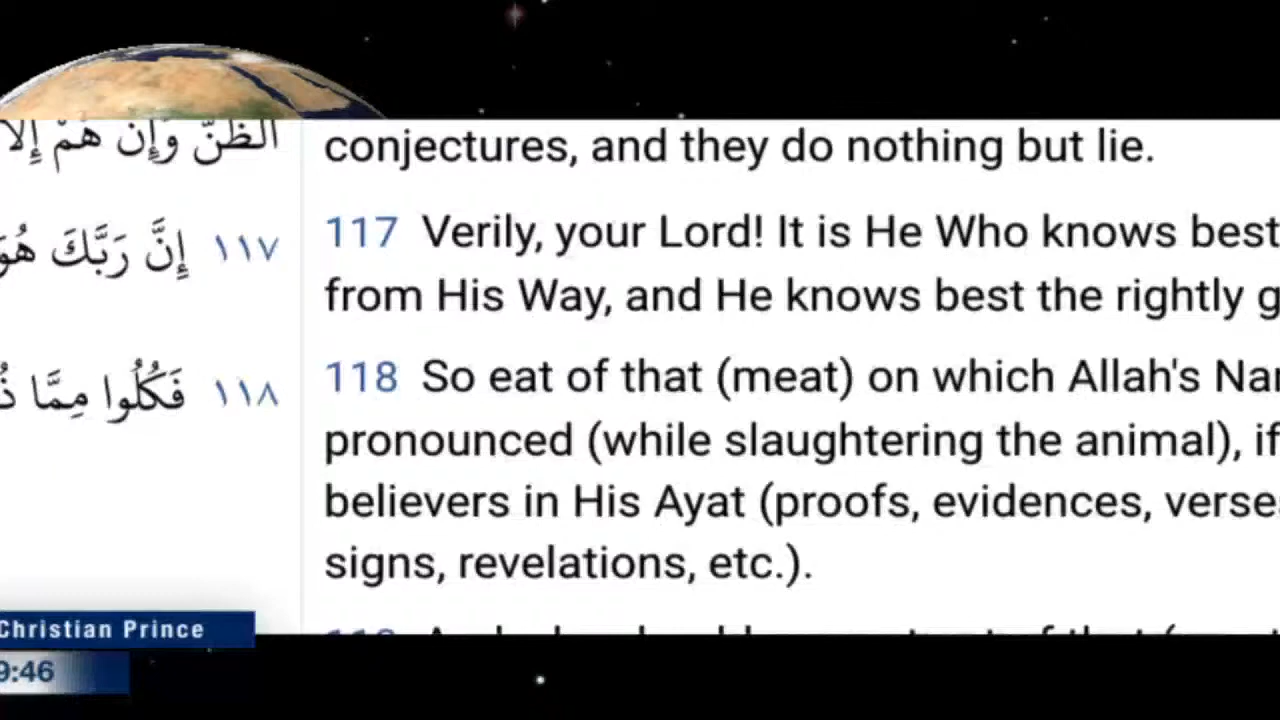 الظَّنَّ وَإِنْ هُمْ إِلَّا
conjectures, and they do nothing but lie.
١١٧ إِنَّ رَبَّكَ هُوَ
117 Verily, your Lord! It is He Who knows best
from His Way, and He knows best the rightly g
١١٨ فَكُلُوا مِمَّا ذُ
118 So eat of that (meat) on which Allah's Nam
pronounced (while slaughtering the animal), if
believers in His Ayat (proofs, evidences, verses
signs, revelations, etc.).
Christian Prince
9:46